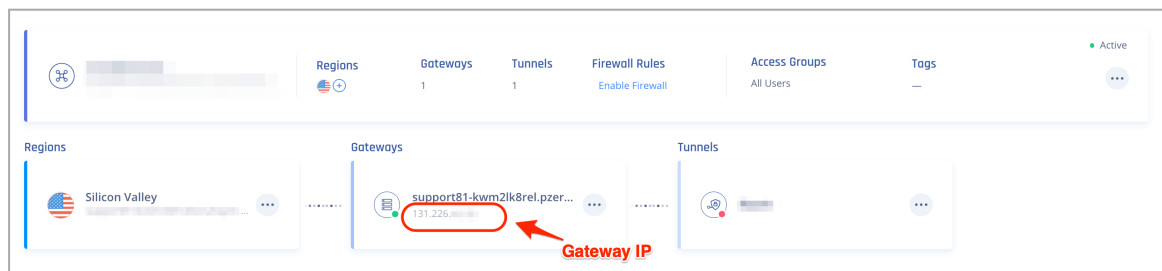 Active
Regions
Gateways
Tunnels
Firewall Rules
Access Groups
Tags
1
1
Enable Firewall
All Users
—
Regions
Gateways
Tunnels
Silicon Valley
...
support81-kwm2lk8rel.pzer...
131.226.
Gateway IP